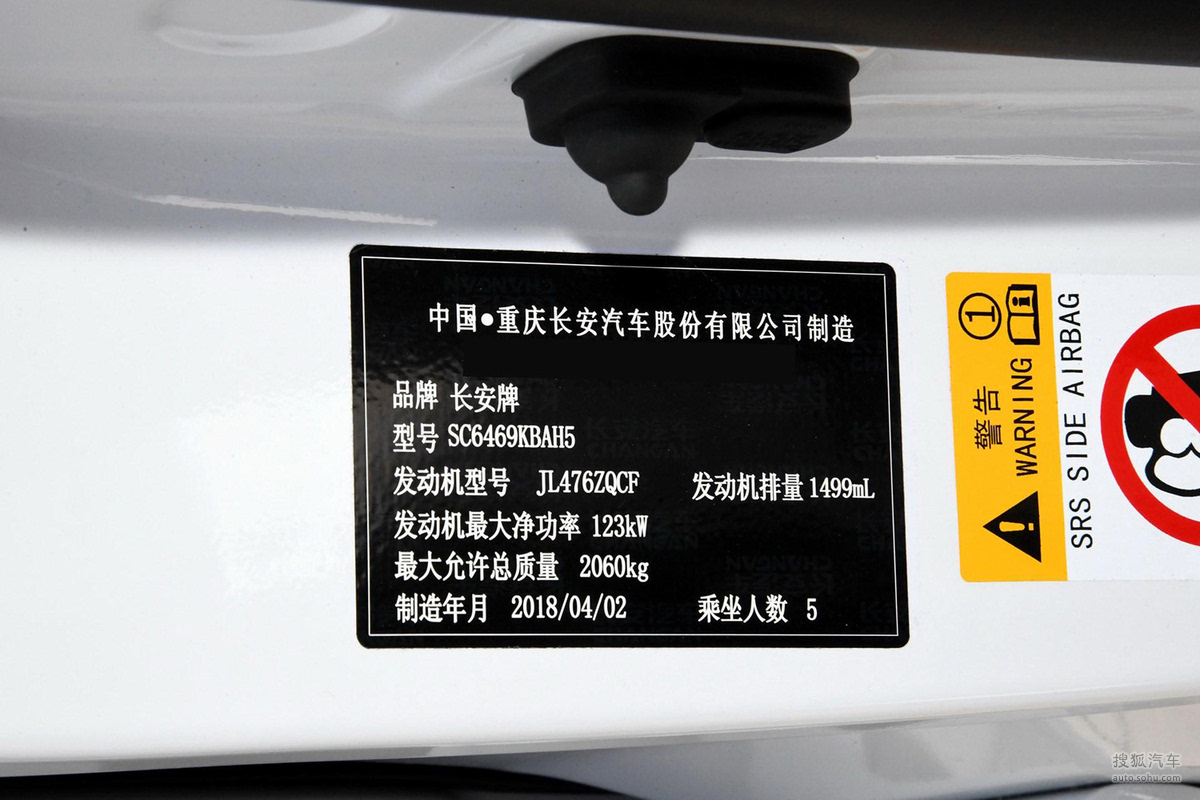 中国●重庆长安汽车股份有限公司制造
品牌 长安牌
型号 SC6469KBAH5
发动机型号 JL476ZQCF 发动机排量 1499mL
发动机最大净功率 123kW
最大允许总质量 2060kg
制造年月 2018/04/02 乘坐人数 5
①
警告
WARNING
SRS SIDE AIRBAG
搜狐汽车
auto.sohu.com